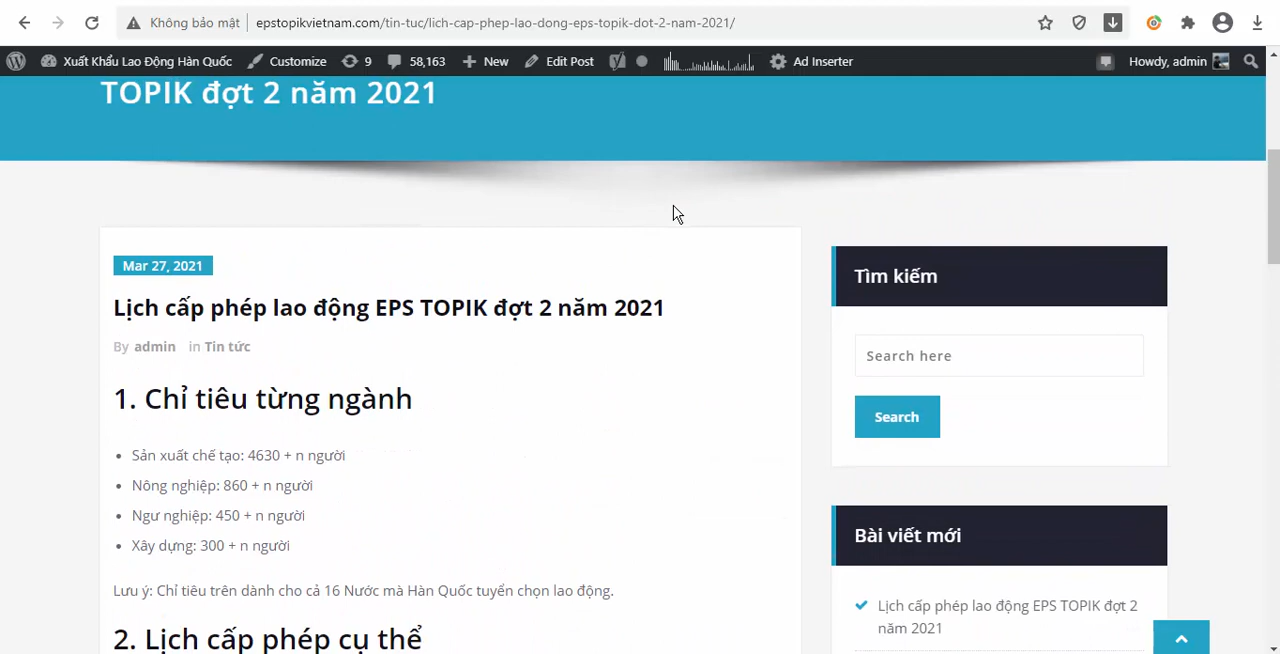 Không bảo mật epstopikvietnam.com/tin-tuc/lich-cap-phep-lao-dong-eps-topik-dot-2-nam-2021/
Xuất Khẩu Lao Động Hàn Quốc Customize 9 58,163 New Edit Post Ad Inserter Howdy, admin
TOPIK đợt 2 năm 2021
Mar 27, 2021
Lịch cấp phép lao động EPS TOPIK đợt 2 năm 2021
By admin in Tin tức
1. Chỉ tiêu từng ngành
• Sản xuất chế tạo: 4630 + n người
• Nông nghiệp: 860 + n người
• Ngư nghiệp: 450 + n người
• Xây dựng: 300 + n người
Lưu ý: Chỉ tiêu trên dành cho cả 16 Nước mà Hàn Quốc tuyển chọn lao động.
2. Lịch cấp phép cụ thể
Tìm kiếm
Search here
Search
Bài viết mới
Lịch cấp phép lao động EPS TOPIK đợt 2
năm 2021